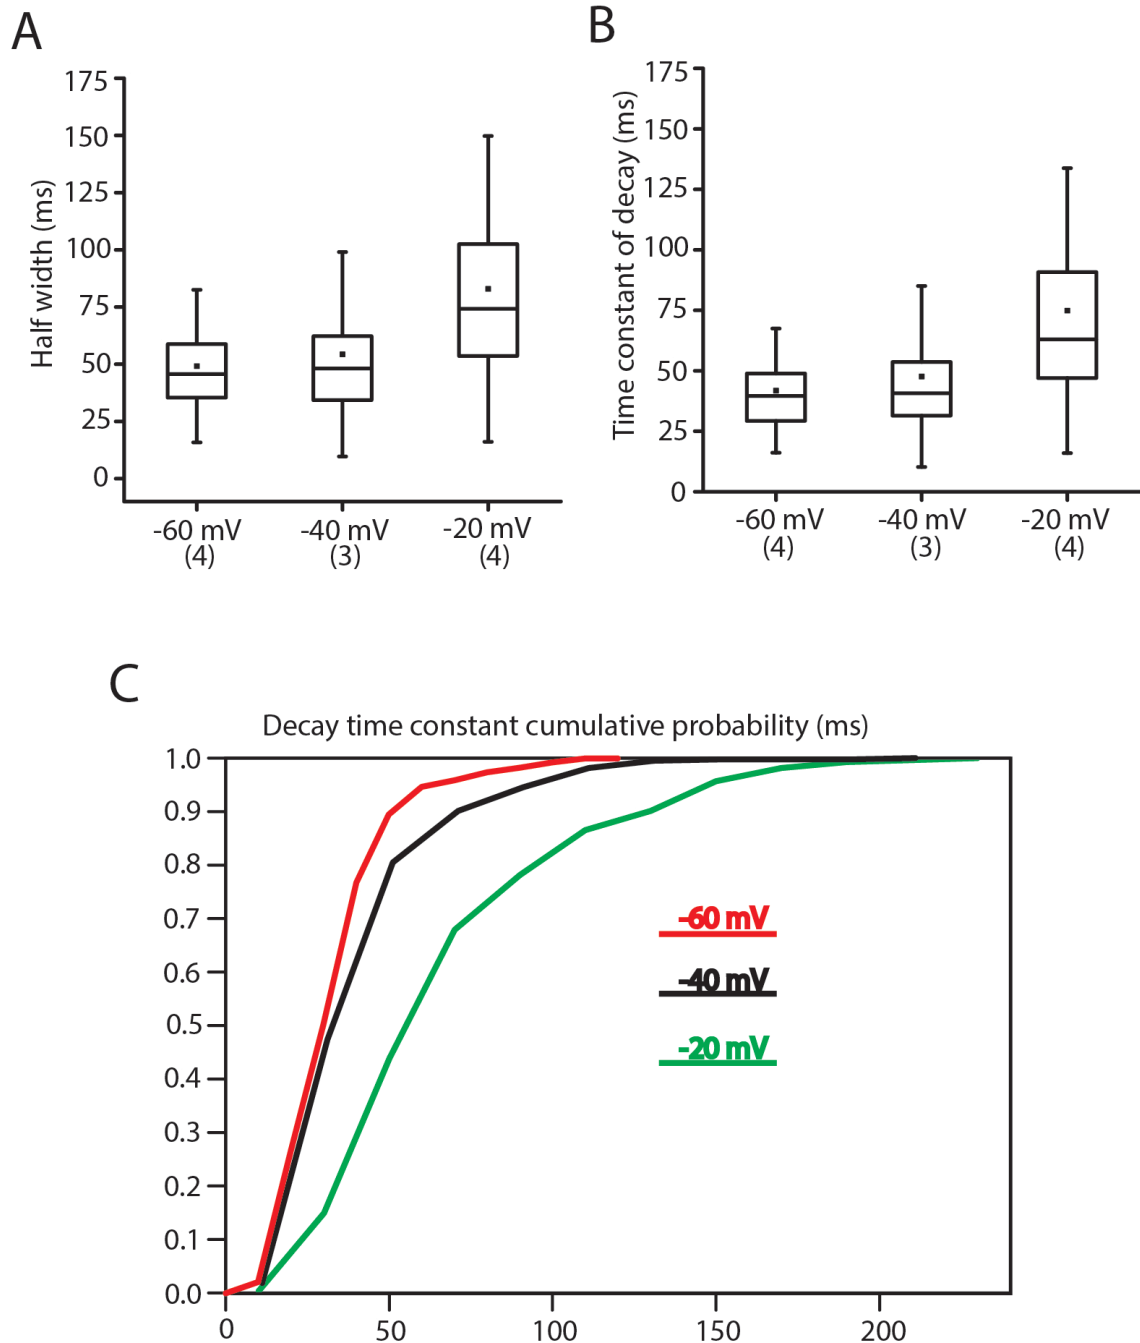 A
Half width (ms)
175
150
125
100
75
50
25
0
-60 mV
(4)
-40 mV
(3)
-20 mV
(4)
B
Time constant of decay (ms)
175
150
125
100
75
50
25
0
-60 mV
(4)
-40 mV
(3)
-20 mV
(4)
C
Decay time constant cumulative probability (ms)
1.0
0.9
0.8
0.7
0.6
0.5
0.4
0.3
0.2
0.1
0.0
-60 mV
-40 mV
-20 mV
0
50
100
150
200